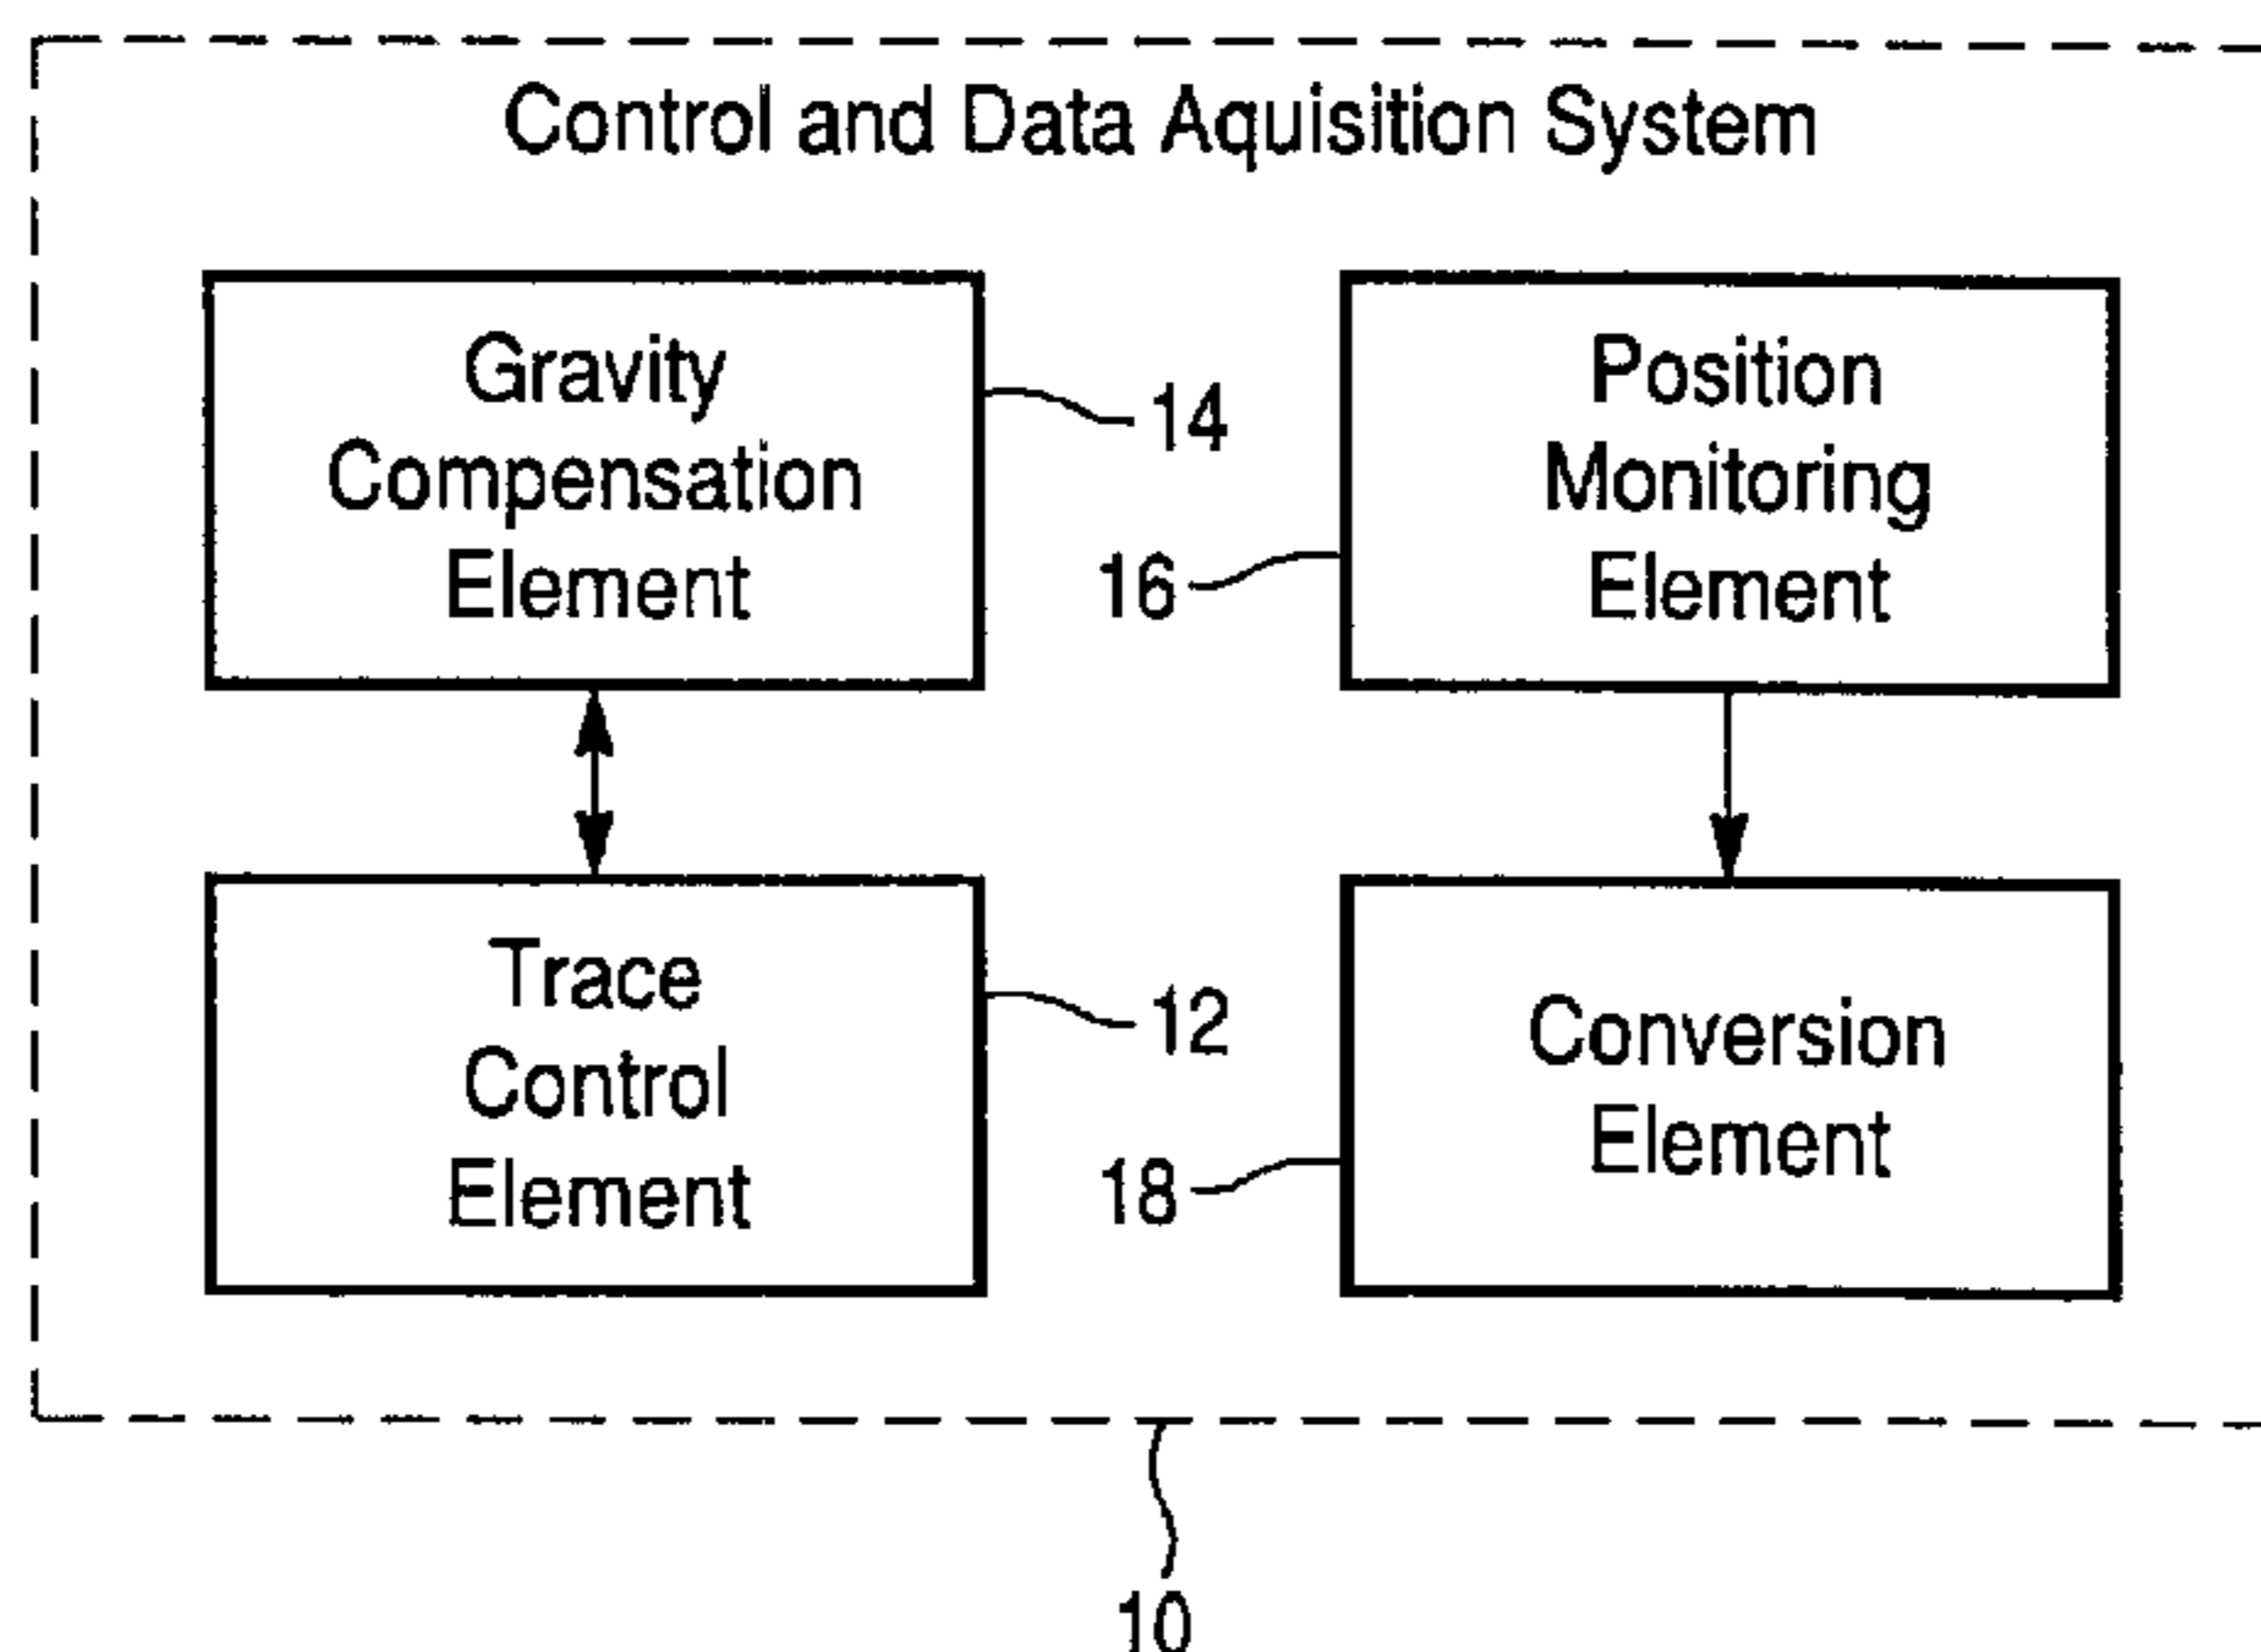 Control and Data Aquisition System
Gravity
Compensation
Element
14
Position
Monitoring
Element
16
Trace
Control
Element
12
Conversion
Element
18
10